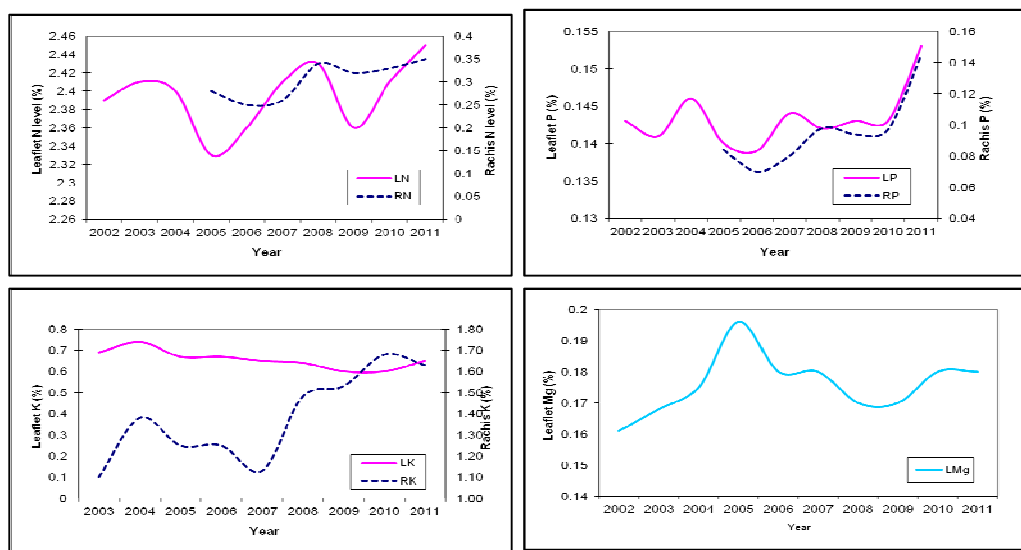 2.46
2.44
2.42
2.4
2.38
2.36
2.34
2.32
2.3
2.28
2.26
Leaflet N level (%)
0.4
0.35
0.3
0.25
0.2
0.15
0.1
0.05
0
Rachis N level (%)
LN
RN
2002 2003 2004 2005 2006 2007 2008 2009 2010 2011
Year
0.155
0.15
0.145
0.14
0.135
0.13
Leaflet P (%)
0.16
0.14
0.12
0.1
0.08
0.06
0.04
Rachis P (%)
LP
RP
2002 2003 2004 2005 2006 2007 2008 2009 2010 2011
Year
0.8
0.7
0.6
0.5
0.4
0.3
0.2
0.1
0
Leaflet K (%)
1.80
1.70
1.60
1.50
1.40
1.30
1.20
1.10
1.00
Rachis K (%)
LK
RK
2003 2004 2005 2006 2007 2008 2009 2010 2011
Year
0.2
0.19
0.18
0.17
0.16
0.15
0.14
Leaflet Mg (%)
LMg
2002 2003 2004 2005 2006 2007 2008 2009 2010 2011
Year